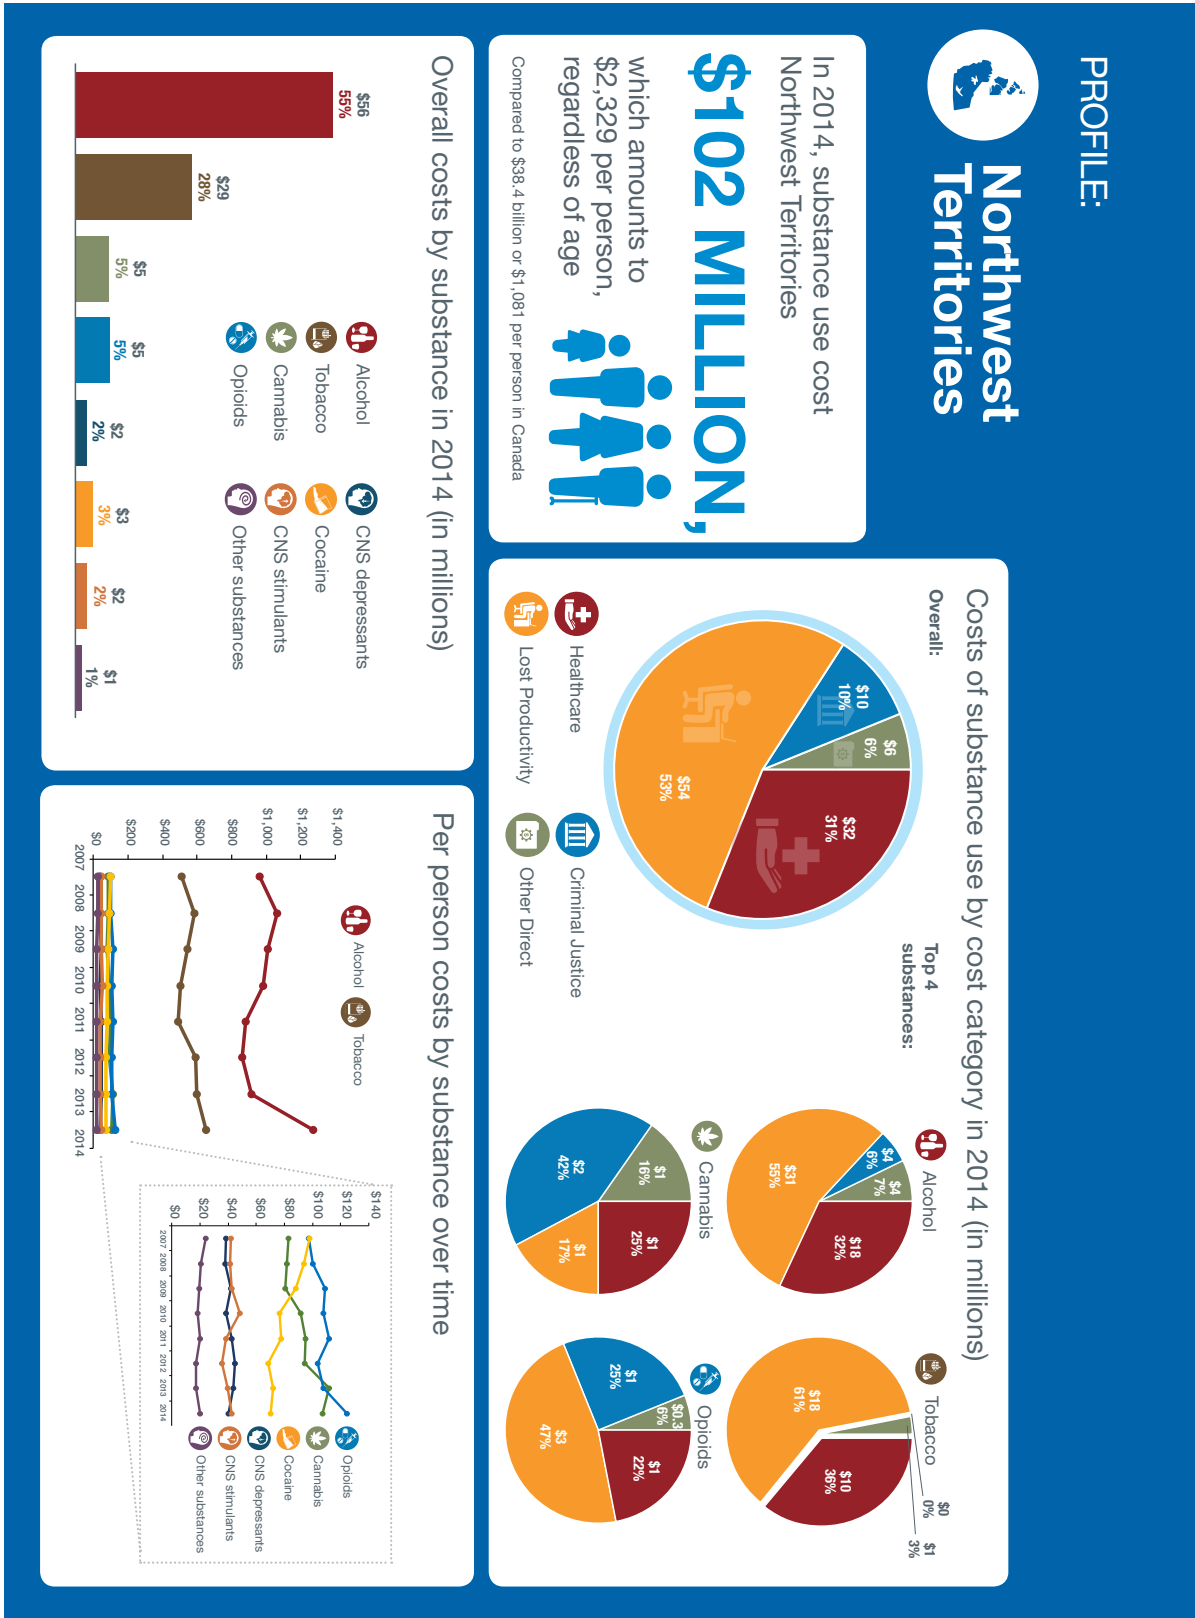 PROFILE:
Northwest
Territories
In 2014, substance use cost
Northwest Territories
$102 MILLION,
which amounts to
$2,329 per person,
regardless of age
Compared to $38.4 billion or $1,081 per person in Canada
Overall costs by substance in 2014 (in millions)
Alcohol
Tobacco
Cannabis
Opioids
CNS depressants
Cocaine
CNS stimulants
Other substances
$56
55%
$29
28%
$5
5%
$5
5%
$2
2%
$3
3%
$2
2%
$1
1%
Costs of substance use by cost category in 2014 (in millions)
Overall:
$10
10%
$6
6%
$54
53%
$32
31%
Healthcare
Lost Productivity
Criminal Justice
Other Direct
Top 4
substances:
Alcohol
$4
6%
$4
7%
$31
55%
$18
32%
Tobacco
$0
0%
$1
3%
$18
61%
$10
36%
Cannabis
$1
16%
$2
42%
$1
17%
$1
25%
Opioids
$1
25%
$0.3
6%
$3
47%
$1
22%
Per person costs by substance over time
Alcohol
Tobacco
$1,400
$1,200
$1,000
$800
$600
$400
$200
$0
2007 2008 2009 2010 2011 2012 2013 2014
$140
$120
$100
$80
$60
$40
$20
$0
2007 2008 2009 2010 2011 2012 2013 2014
Opioids
Cannabis
Cocaine
CNS depressants
CNS stimulants
Other substances